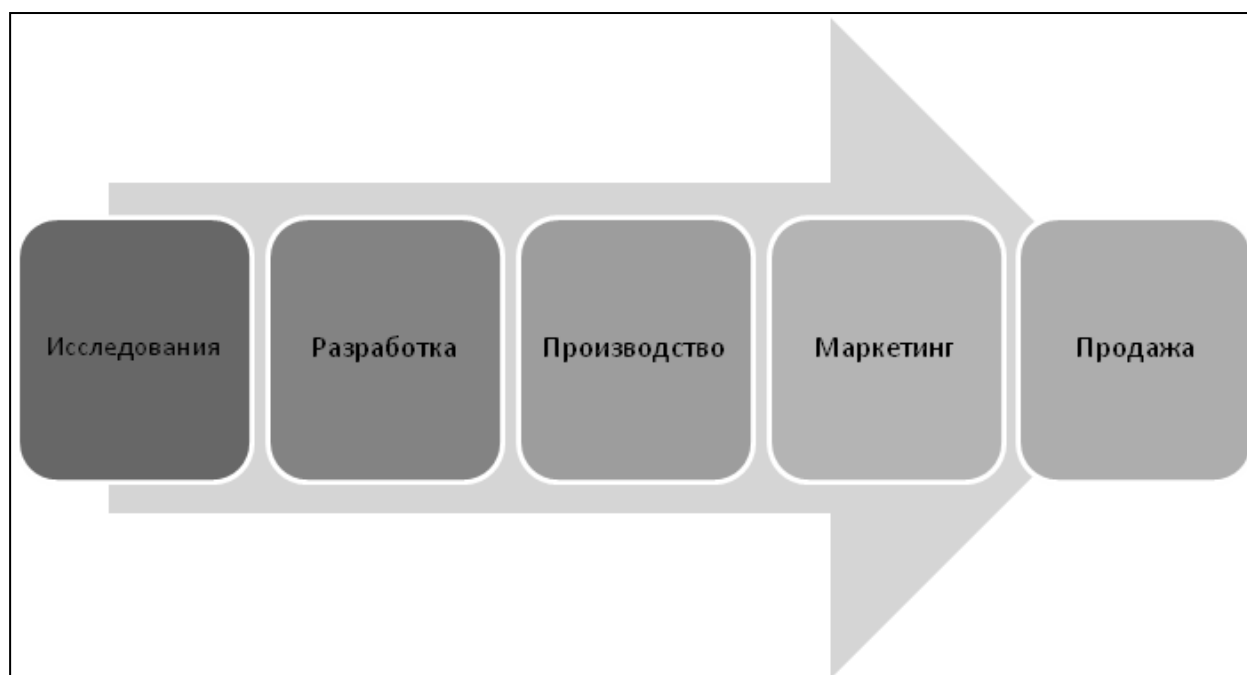 Исследования
Разработка
Производство
Маркетинг
Продажа